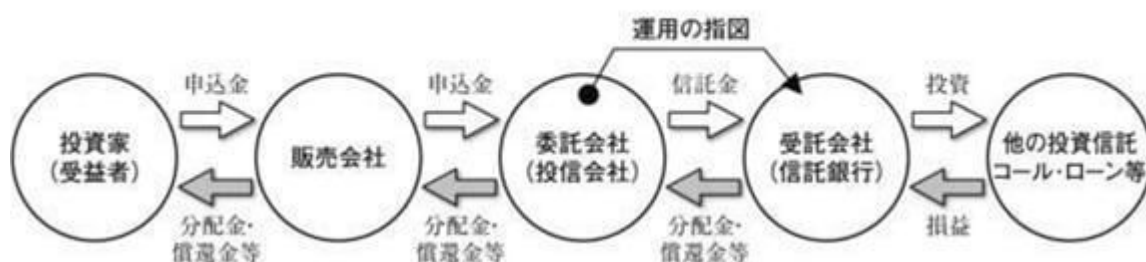 運用の指図
申込金
申込金
信託金
投資
投資家
(受益者)
販売会社
委託会社
(投信会社)
受託会社
(信託銀行)
他の投資信託
コール・ローン等
分配金・
償還金等
分配金・
償還金等
分配金・
償還金等
損益